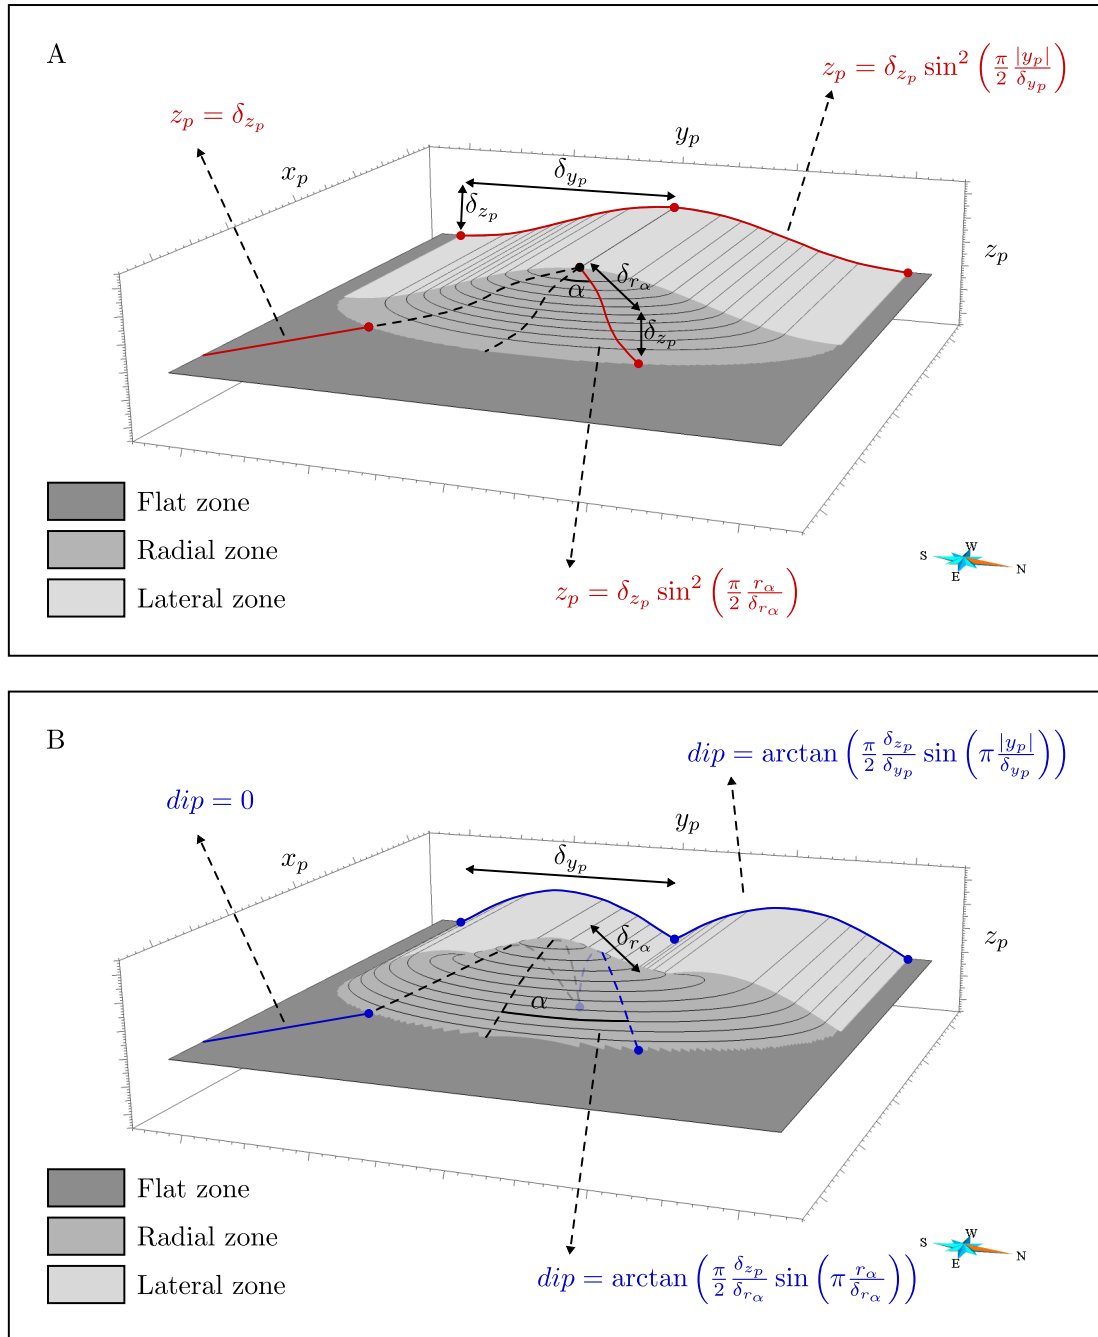 A
z_p = δ_{z_p} sin² (π/2 |y_p|/δ_{y_p})
z_p = δ_{z_p}
y_p
x_p
δ_{y_p}
δ_{z_p}
z_p
δ_{r_α}
α
δ_{z_p}
Flat zone
Radial zone
Lateral zone
S W
E N
z_p = δ_{z_p} sin² (π/2 r_α/δ_{r_α})
B
dip = arctan (π/2 δ_{z_p}/δ_{y_p} sin (π |y_p|/δ_{y_p}))
dip = 0
y_p
x_p
δ_{y_p}
δ_{r_α}
z_p
α
Flat zone
Radial zone
Lateral zone
S W
E N
dip = arctan (π/2 δ_{z_p}/δ_{r_α} sin (π r_α/δ_{r_α}))